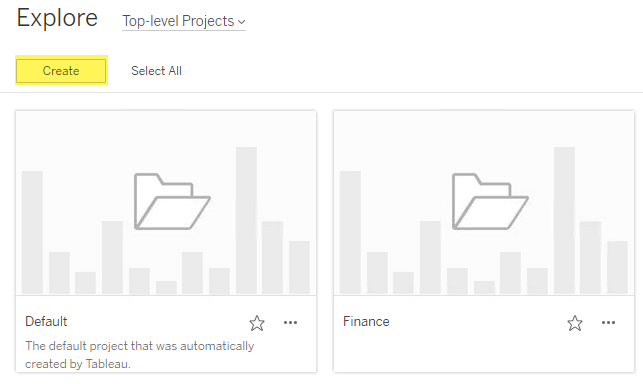 Explore Top-level Projects
Create Select All
Default
The default project that was automatically
created by Tableau.
Finance